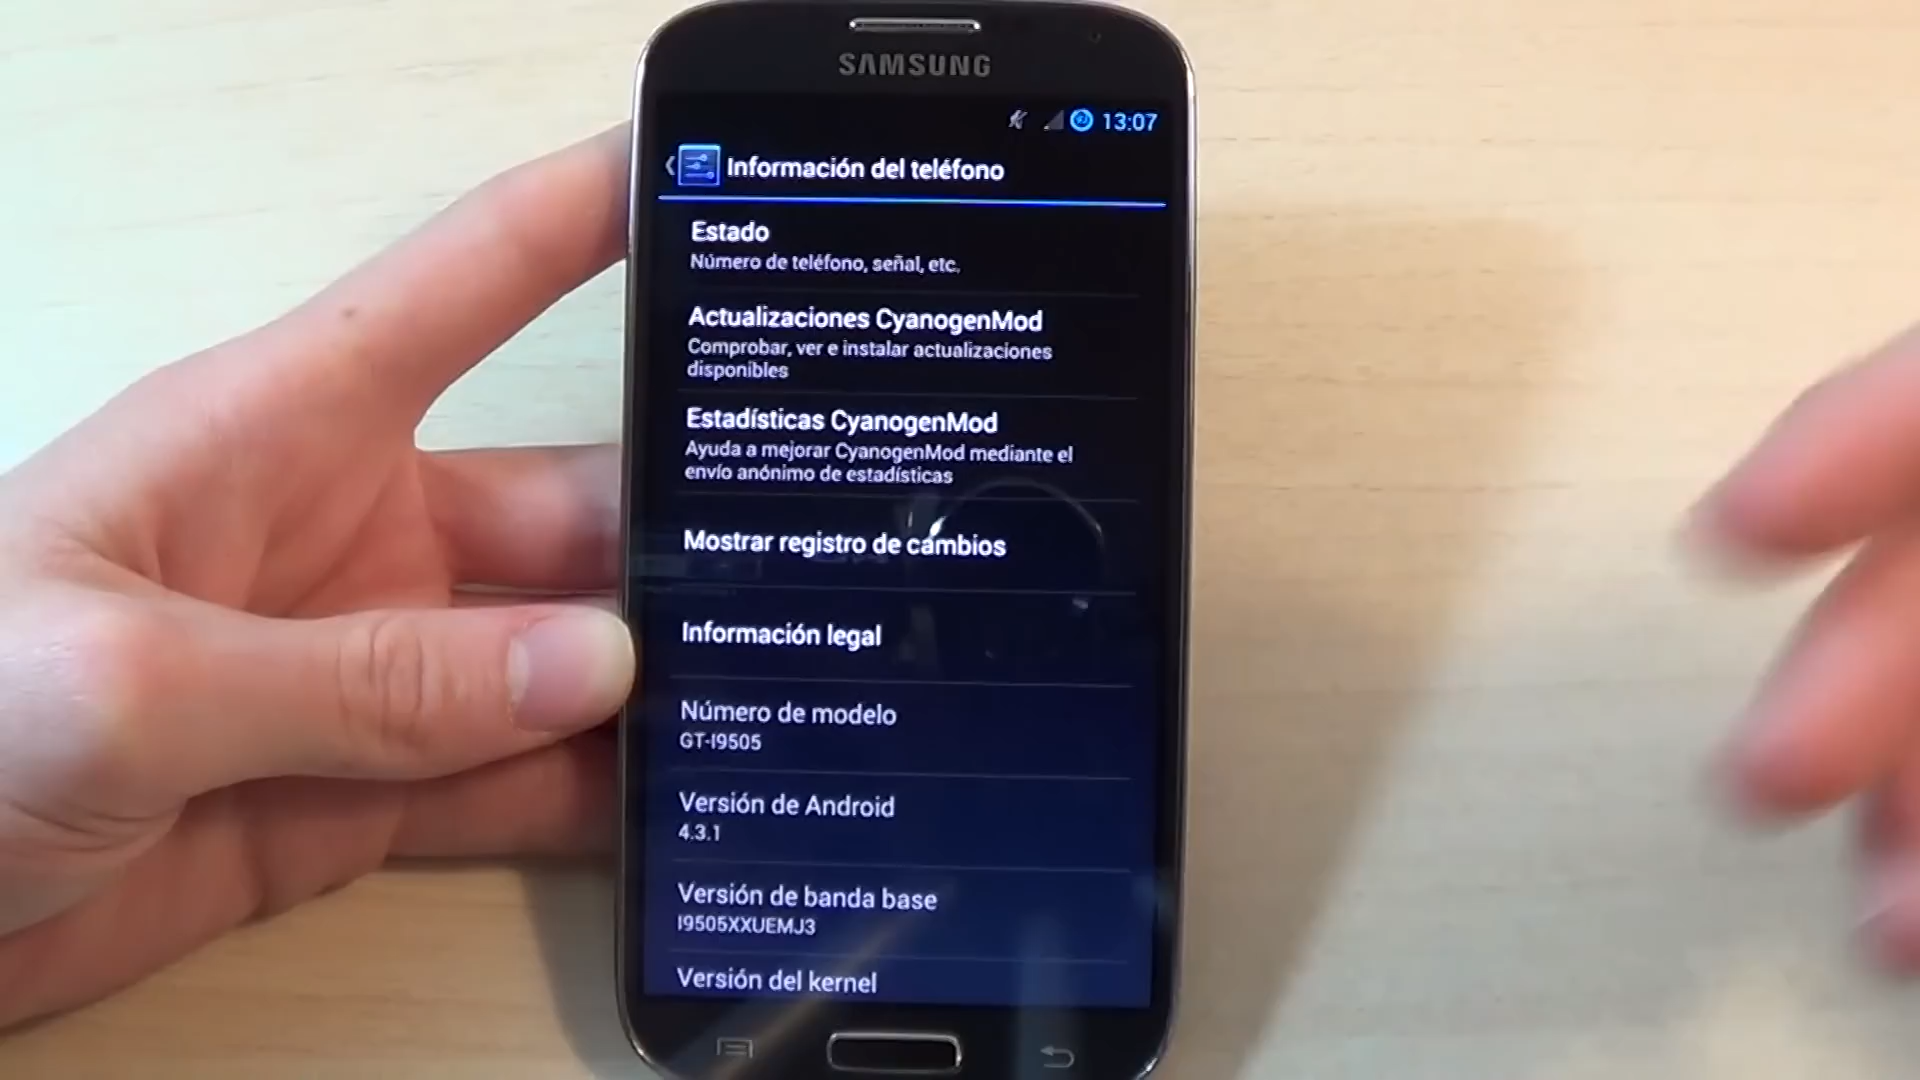 SAMSUNG
13:07
Información del teléfono
Estado
Número de teléfono, señal, etc.
Actualizaciones CyanogenMod
Comprobar, ver e instalar actualizaciones
disponibles
Estadísticas CyanogenMod
Ayuda a mejorar CyanogenMod mediante el
envío anónimo de estadísticas
Mostrar registro de cambios
Información legal
Número de modelo
GT-I9505
Versión de Android
4.3.1
Versión de banda base
I9505XXUEMJ3
Versión del kernel